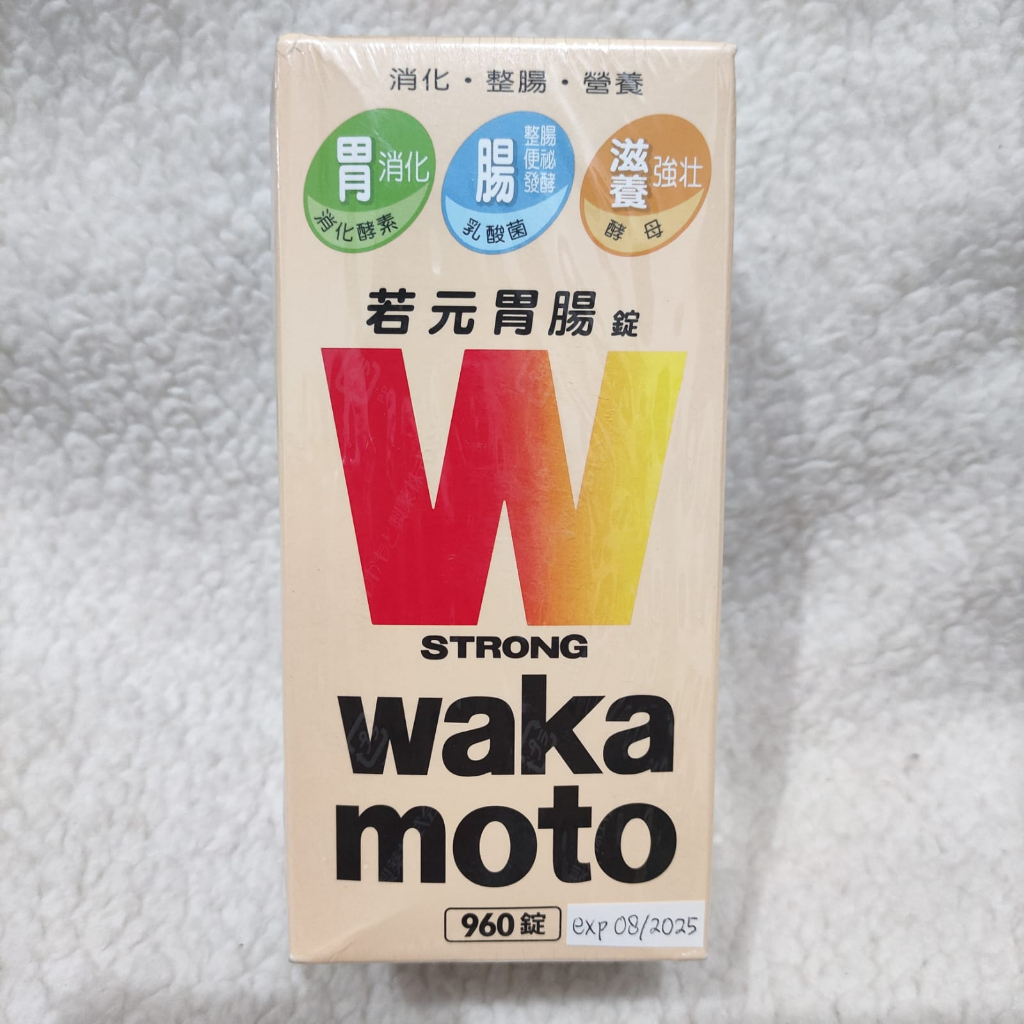 消化・整腸・營養
胃 消化
消化酵素
腸 整腸
便祕
發酵
乳酸菌
滋養 強壮
酵母
若元胃腸錠
W
STRONG
waka
moto
960錠
exp 08/2025